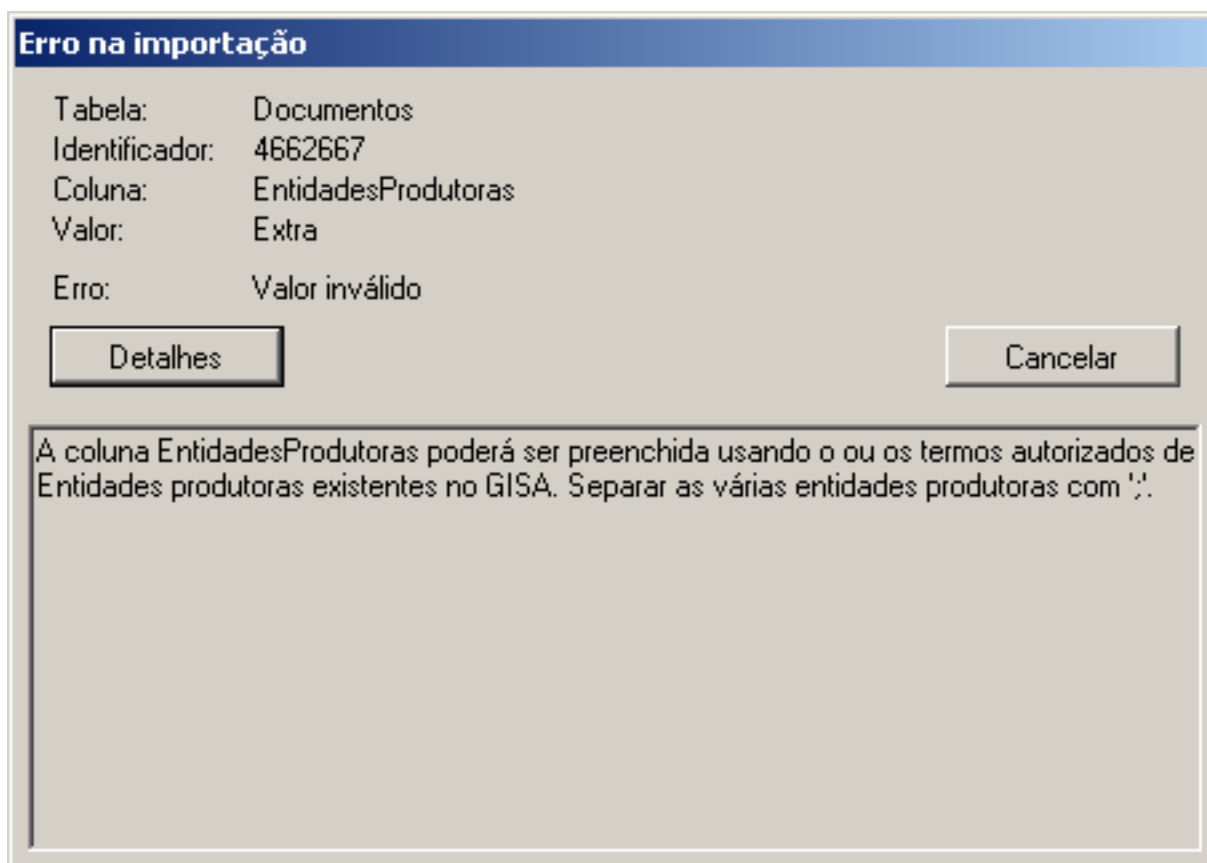 Erro na importação
Tabela: Documentos
Identificador: 4662667
Coluna: EntidadesProdutoras
Valor: Extra
Erro: Valor inválido
Detalhes Cancelar
A coluna EntidadesProdutoras poderá ser preenchida usando o ou os termos autorizados de
Entidades produtoras existentes no GISA. Separar as várias entidades produtoras com ';'.